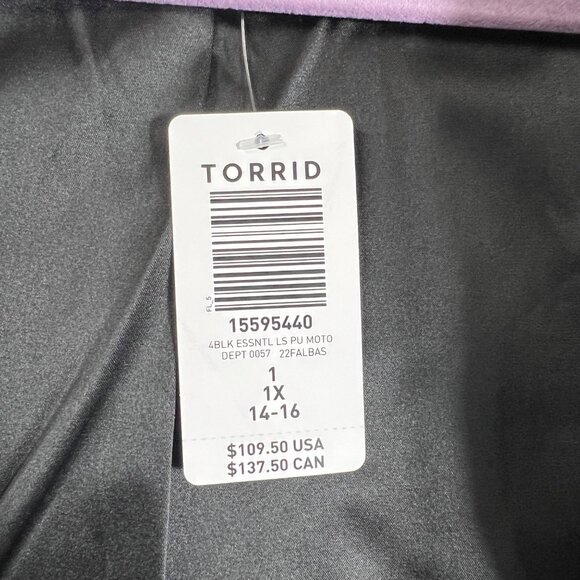 TORRID
FL_5
15595440
4BLK ESSNTL LS PU MOTO
DEPT 0057 22FALBAS
1
1X
14-16
$109.50 USA
$137.50 CAN